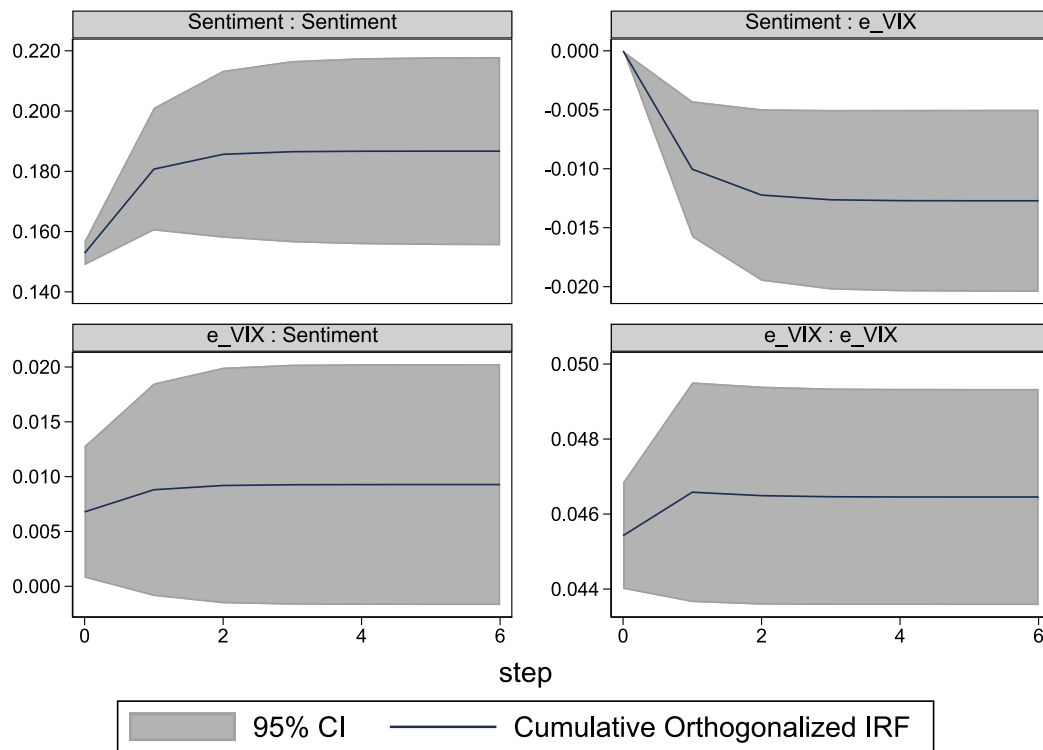 Sentiment : Sentiment
Sentiment : e_VIX
0.220
0.200
0.180
0.160
0.140
0.000
-0.005
-0.010
-0.015
-0.020
e_VIX : Sentiment
e_VIX : e_VIX
0.020
0.015
0.010
0.005
0.000
0.050
0.048
0.046
0.044
0 2 4 6
0 2 4 6
step
95% CI Cumulative Orthogonalized IRF